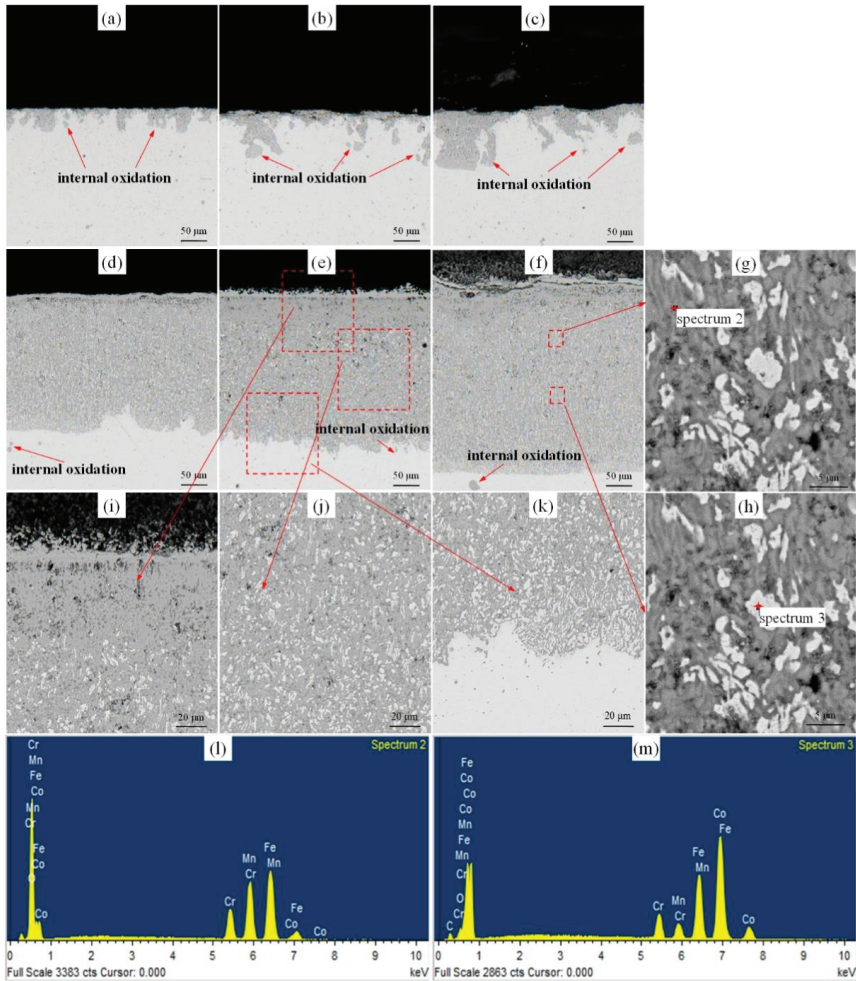 (a)
(b)
(c)
internal oxidation
internal oxidation
internal oxidation
50 μm
50 μm
50 μm
(d)
(e)
(f)
(g)
spectrum 2
internal oxidation
internal oxidation
internal oxidation
50 μm
50 μm
50 μm
5 μm
(i)
(j)
(k)
(h)
spectrum 3
20 μm
20 μm
20 μm
5 μm
(l)
Spectrum 2
Cr
Mn
Fe
Co
Mn
Cr
Fe
Co
O
Co
Cr
Mn
Cr
Fe
Mn
Fe
Co
Co
0 1 2 3 4 5 6 7 8 9 10
Full Scale 3383 cts Cursor: 0.000
keV
(m)
Spectrum 3
Fe
Co
Co
Co
Mn
Fe
Mn
Cr
O
Cr
C
Cr
Mn
Cr
Fe
Mn
Co
Fe
Co
0 1 2 3 4 5 6 7 8 9 10
Full Scale 2863 cts Cursor: 0.000
keV